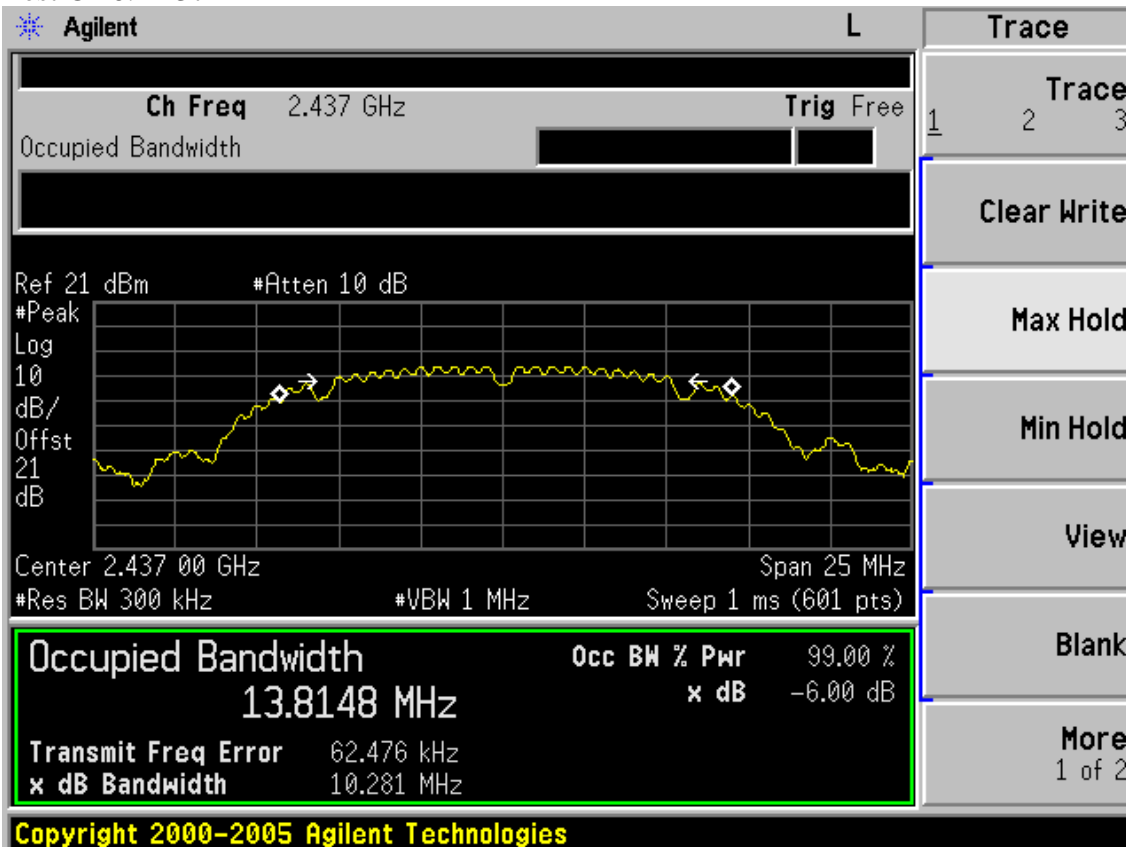 Agilent L Trace
Ch Freq 2.437 GHz Trig Free
Occupied Bandwidth
Trace
1 2 3
Clear Write
Max Hold
Min Hold
View
Blank
More
1 of 2
Ref 21 dBm #Atten 10 dB
#Peak
Log
10
dB/
Offst
21
dB
Center 2.437 00 GHz Span 25 MHz
#Res BW 300 kHz #VBW 1 MHz Sweep 1 ms (601 pts)
Occupied Bandwidth Occ BW % Pwr 99.00 %
13.8148 MHz x dB -6.00 dB
Transmit Freq Error 62.476 kHz
x dB Bandwidth 10.281 MHz
Copyright 2000-2005 Agilent Technologies